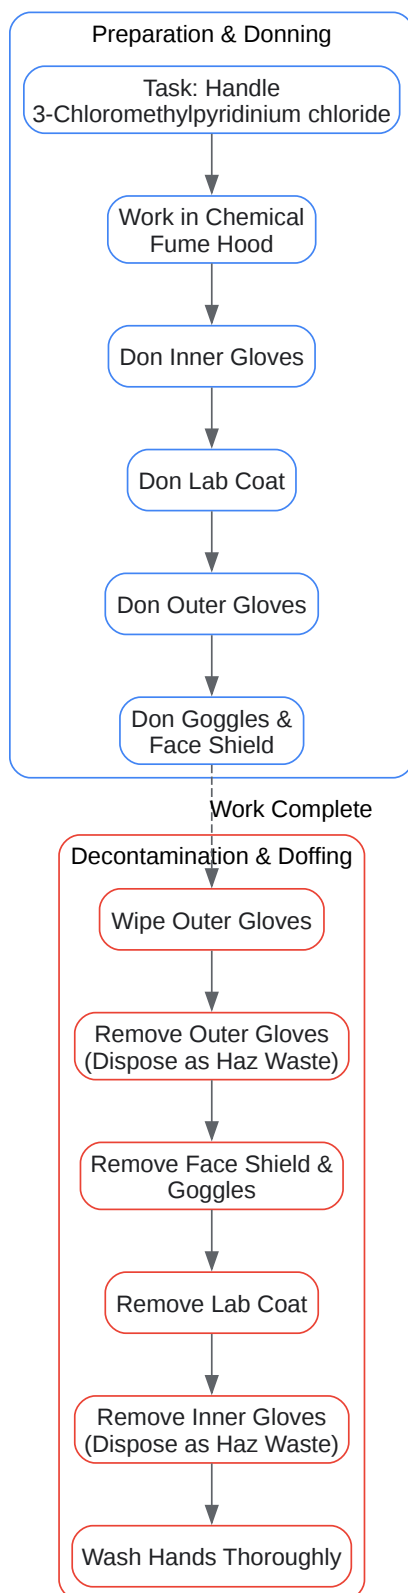 Preparation & Donning
Task: Handle
3-Chloromethylpyridinium chloride
Work in Chemical
Fume Hood
Don Inner Gloves
Don Lab Coat
Don Outer Gloves
Don Goggles &
Face Shield
Work Complete
Decontamination & Doffing
Wipe Outer Gloves
Remove Outer Gloves
(Dispose as Haz Waste)
Remove Face Shield &
Goggles
Remove Lab Coat
Remove Inner Gloves
(Dispose as Haz Waste)
Wash Hands Thoroughly